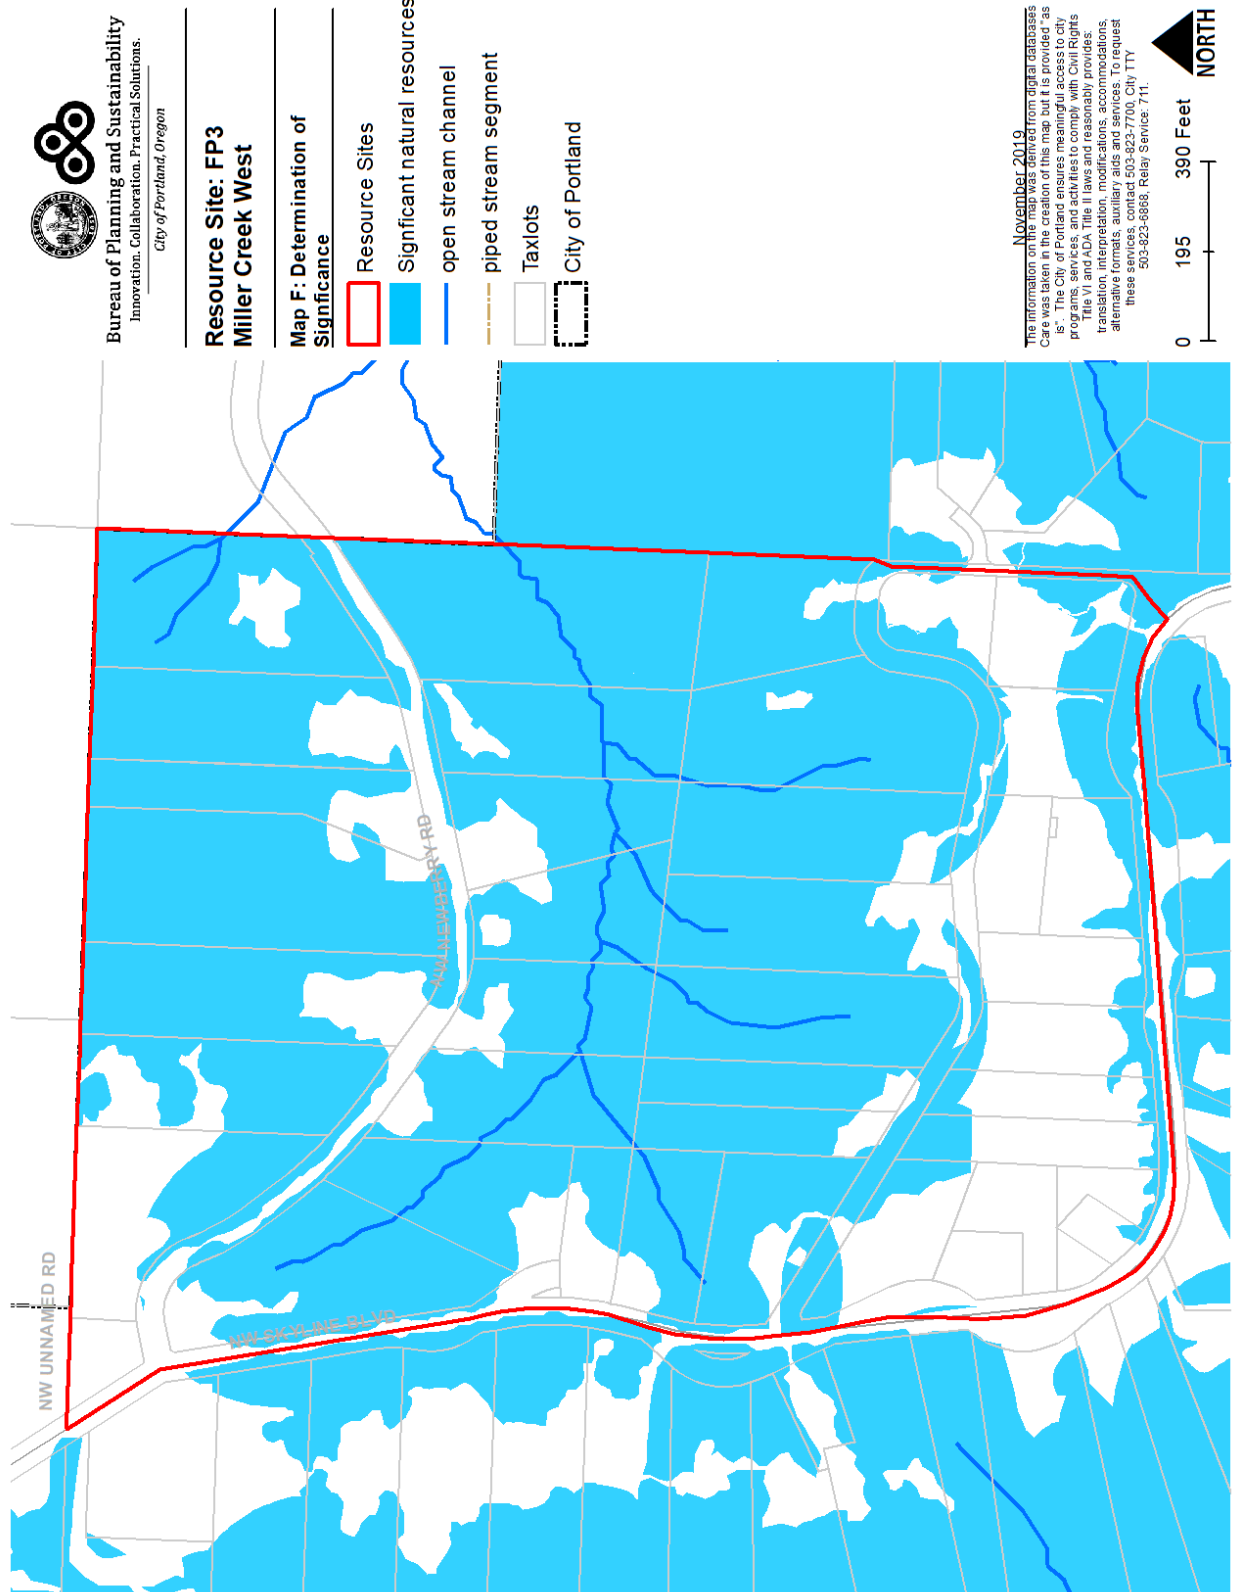 Bureau of Planning and Sustainability
Innovation. Collaboration. Practical Solutions.
City of Portland, Oregon
Resource Site: FP3
Miller Creek West
Map F: Determination of
Signficance
Resource Sites
Signficant natural resources
open stream channel
piped stream segment
Taxlots
City of Portland
November 2019
The information on the map was derived from digital databases
Care was taken in the creation of this map but it is provided "as
is". The City of Portland ensures meaningful access to city
programs, services, and activities to comply with Civil Rights
Title VI and ADA Title II laws and reasonably provides:
translation, interpretation, modifications, accommodations,
alternative formats, auxiliary aids and services. To request
these services, contact 503-823-7700, City TTY
503-823-6868, Relay Service: 711.
0 195 390 Feet
NORTH
NW UNNAMED RD
NW SKYLINE BLVD
NW NEWBERRY RD